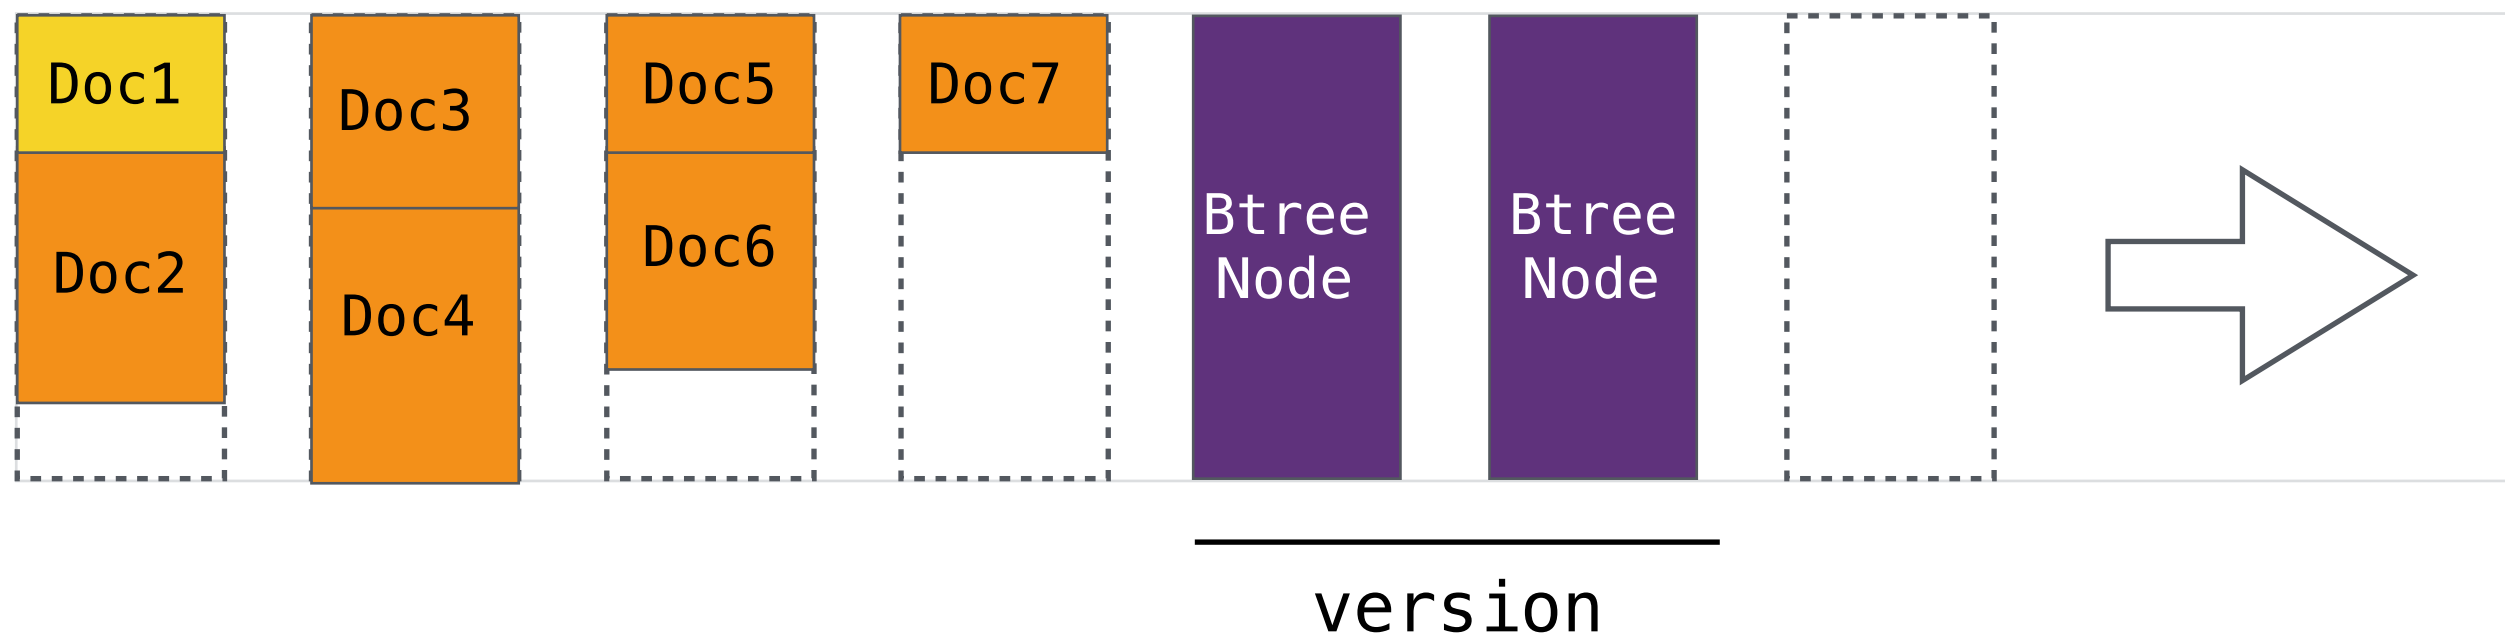 Doc1
Doc2
Doc3
Doc4
Doc5
Doc6
Doc7
Btree
Node
Btree
Node
version